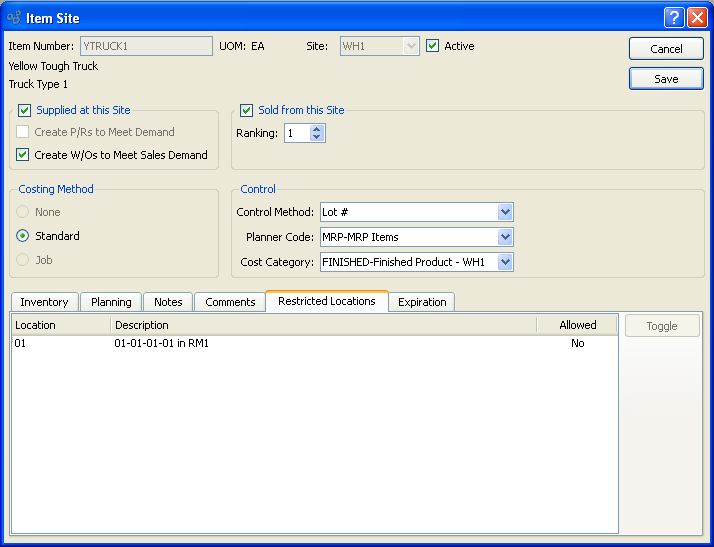 Item Site
Item Number: YTRUCK1 UOM: EA Site: WH1 Active
Cancel
Yellow Tough Truck
Truck Type 1
Save
Supplied at this Site
Sold from this Site
Create P/Rs to Meet Demand
Ranking: 1
Create W/Os to Meet Sales Demand
Costing Method
Control
None
Control Method: Lot #
Standard
Planner Code: MRP-MRP Items
Job
Cost Category: FINISHED-Finished Product - WH1
Inventory Planning Notes Comments Restricted Locations Expiration
Location Description Allowed
Toggle
01 01-01-01-01 in RM1 No